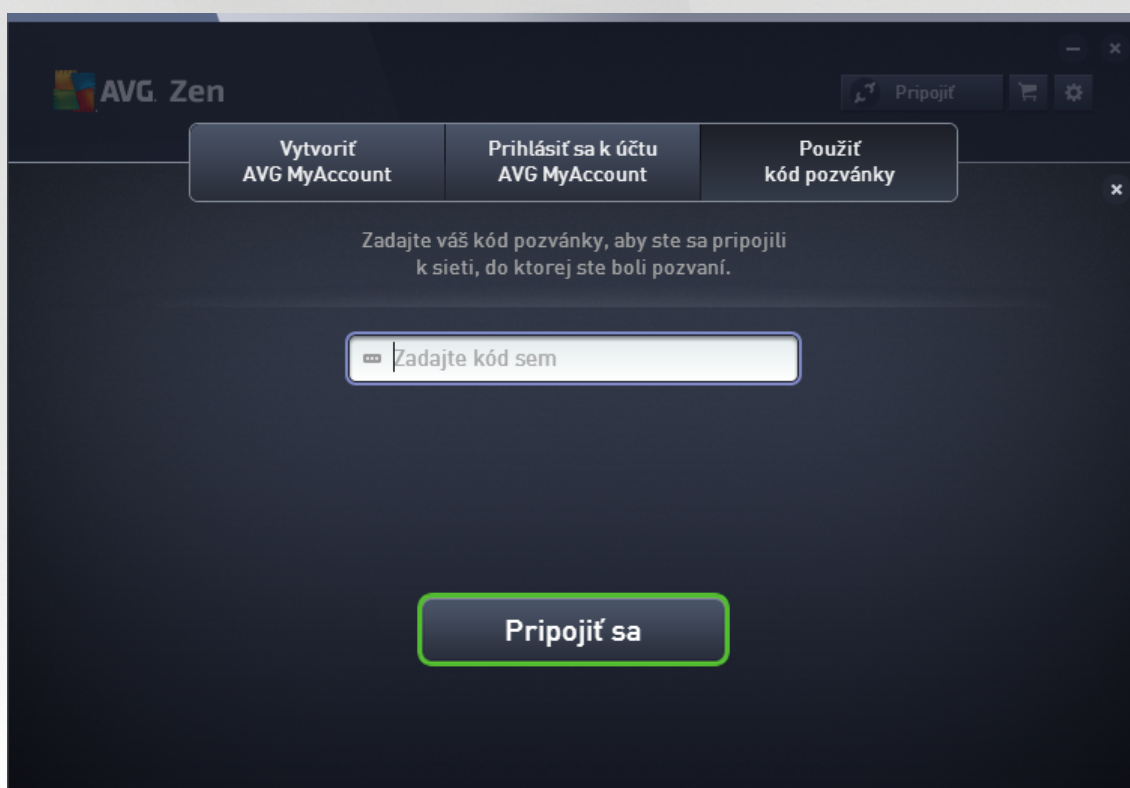 AVG. Zen
Pripojiť
Vytvoriť
AVG MyAccount
Prihlásiť sa k účtu
AVG MyAccount
Použiť
kód pozvánky
Zadajte váš kód pozvánky, aby ste sa pripojili
k sieti, do ktorej ste boli pozvaní.
Zadajte kód sem
Pripojiť sa